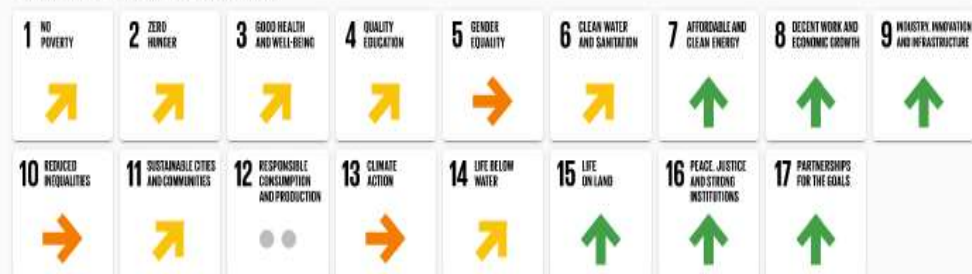 1 NO
POVERTY
2 ZERO
HUNGER
3 GOOD HEALTH
AND WELL-BEING
4 QUALITY
EDUCATION
5 GENDER
EQUALITY
6 CLEAN WATER
AND SANITATION
7 AFFORDABLE AND
CLEAN ENERGY
8 DECENT WORK AND
ECONOMIC GROWTH
9 INDUSTRY, INNOVATION
AND INFRASTRUCTURE
10 REDUCED
INEQUALITIES
11 SUSTAINABLE CITIES
AND COMMUNITIES
12 RESPONSIBLE
CONSUMPTION
AND PRODUCTION
13 CLIMATE
ACTION
14 LIFE BELOW
WATER
15 LIFE
ON LAND
16 PEACE, JUSTICE
AND STRONG
INSTITUTIONS
17 PARTNERSHIPS
FOR THE GOALS